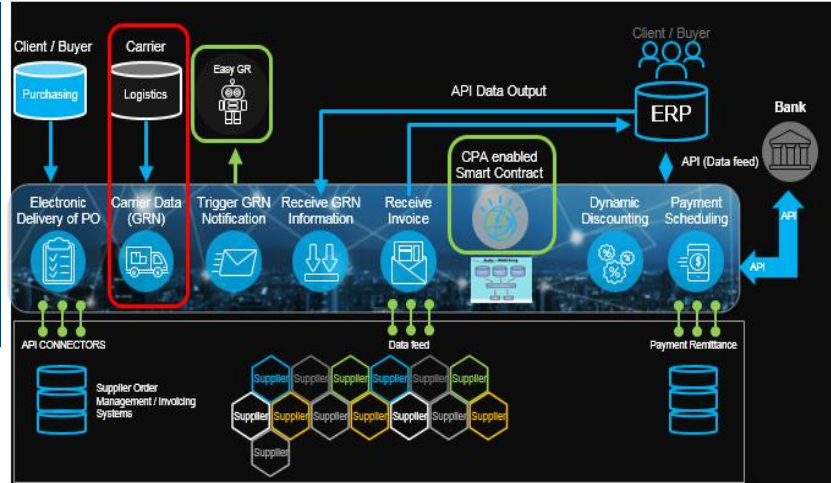 Client / Buyer
Carrier
Client / Buyer
Purchasing
Logistics
Easy GR
API Data Output
ERP
Bank
CPA enabled
Smart Contract
API (Data feed)
Electronic
Delivery of PO
Carrier Data
(GRN)
Trigger GRN
Notification
Receive GRN
Information
Receive
Invoice
Dynamic
Discounting
Payment
Scheduling
API
API
API CONNECTORS
Data feed
Payment Remittance
Supplier Order
Management / Invoicing
Systems
Supplier Supplier Supplier Supplier Supplier Supplier
Supplier Supplier Supplier Supplier Supplier Supplier Supplier
Supplier